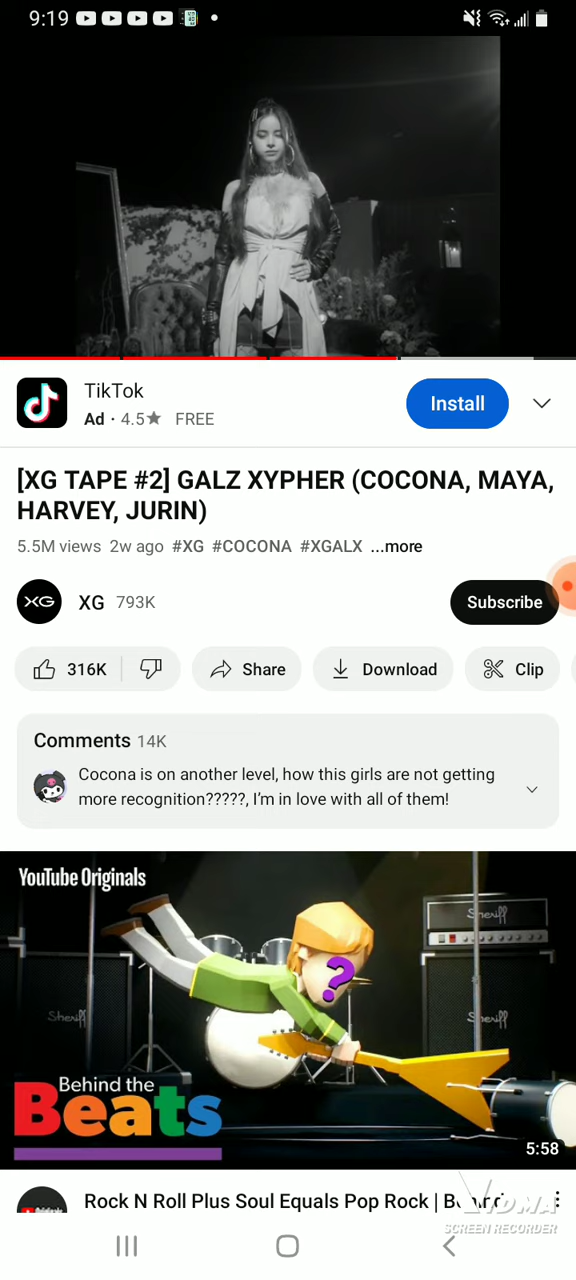 9:19
TikTok
Ad · 4.5★ FREE
Install
[XG TAPE #2] GALZ XYPHER (COCONA, MAYA,
HARVEY, JURIN)
5.5M views 2w ago #XG #COCONA #XGALX ...more
XG
XG 793K
Subscribe
316K
Share
Download
Clip
Comments 14K
Cocona is on another level, how this girls are not getting
more recognition?????, I'm in love with all of them!
YouTube Originals
Sheriff
Sheriff
Sheriff
?
Behind the
Beats
5:58
Rock N Roll Plus Soul Equals Pop Rock |
VIDMA
SCREEN RECORDER